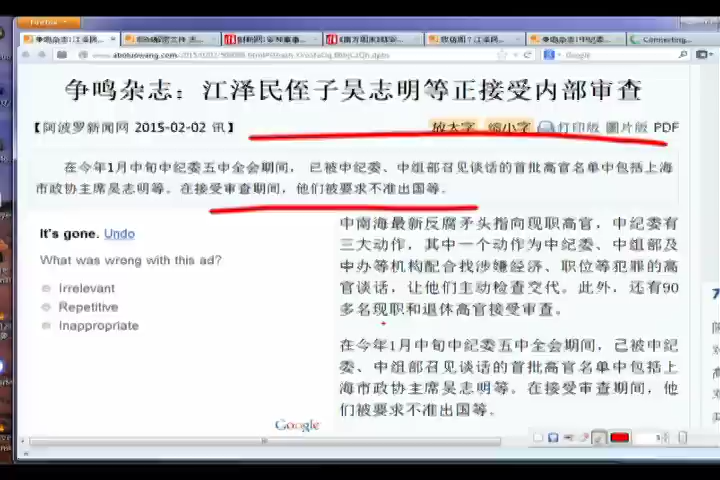 Firefox
争鸣杂志：江泽民侄子吴志明等正接受内部审查
【阿波罗新闻网 2015-02-02 讯】
放大字 缩小字 打印版 圖片版 PDF
在今年1月中旬中纪委五中全会期间， 已被中纪委、中组部召见谈话的首批高官名单中包括上海
市政协主席吴志明等。在接受审查期间，他们被要求不准出国等。
It's gone. Undo
What was wrong with this ad?
Irrelevant
Repetitive
Inappropriate
Google
中南海最新反腐矛头指向现职高官，中纪委有
三大动作，其中一个动作为中纪委、中组部及
中办等机构配合找涉嫌经济、职位等犯罪的高
官谈话，让他们主动检查交代。此外，还有90
多名现职和退休高官接受审查。
在今年1月中旬中纪委五中全会期间，已被中纪
委、中组部召见谈话的首批高官名单中包括上
海市政协主席吴志明等。在接受审查期间，他
们被要求不准出国等。